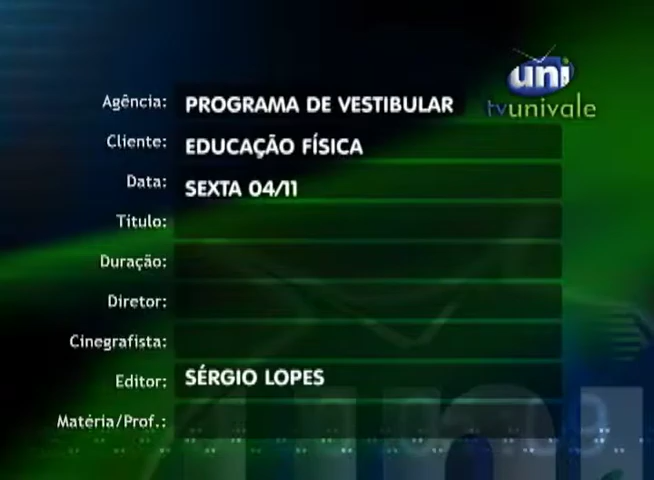 uni
tvunivale
Agência: PROGRAMA DE VESTIBULAR
Cliente: EDUCAÇÃO FÍSICA
Data: SEXTA 04/11
Título:
Duração:
Diretor:
Cinegrafista:
Editor: SÉRGIO LOPES
Matéria/Prof.: